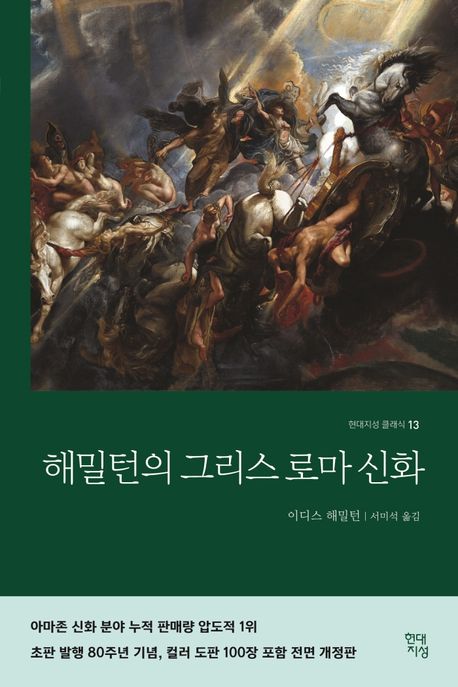 현대지성 클래식 13
해밀턴의 그리스 로마 신화
이디스 해밀턴 | 서미석 옮김
아마존 신화 분야 누적 판매량 압도적 1위
초판 발행 80주년 기념, 컬러 도판 100장 포함 전면 개정판
현대
지성